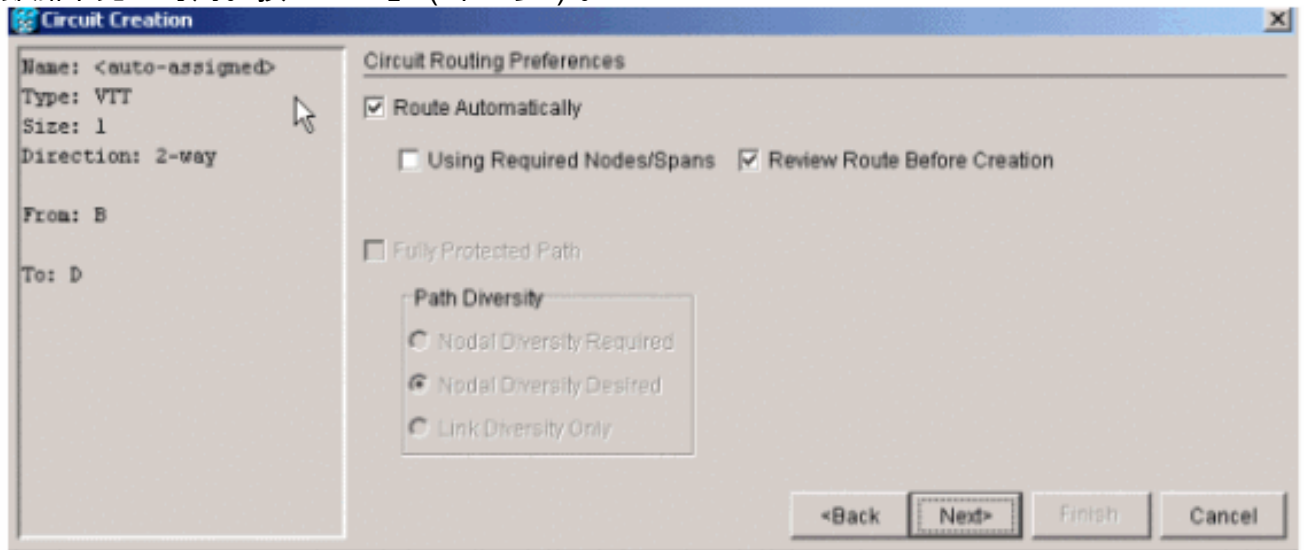 Circuit Creation
Name: <auto-assigned>
Type: VTT
Size: 1
Direction: 2-way
From: B
To: D
Circuit Routing Preferences
Route Automatically
Using Required Nodes/Spans
Review Route Before Creation
Fully Protected Path
Path Diversity
Nodal Diversity Required
Nodal Diversity Desired
Link Diversity Only
<Back
Next>
Finish
Cancel